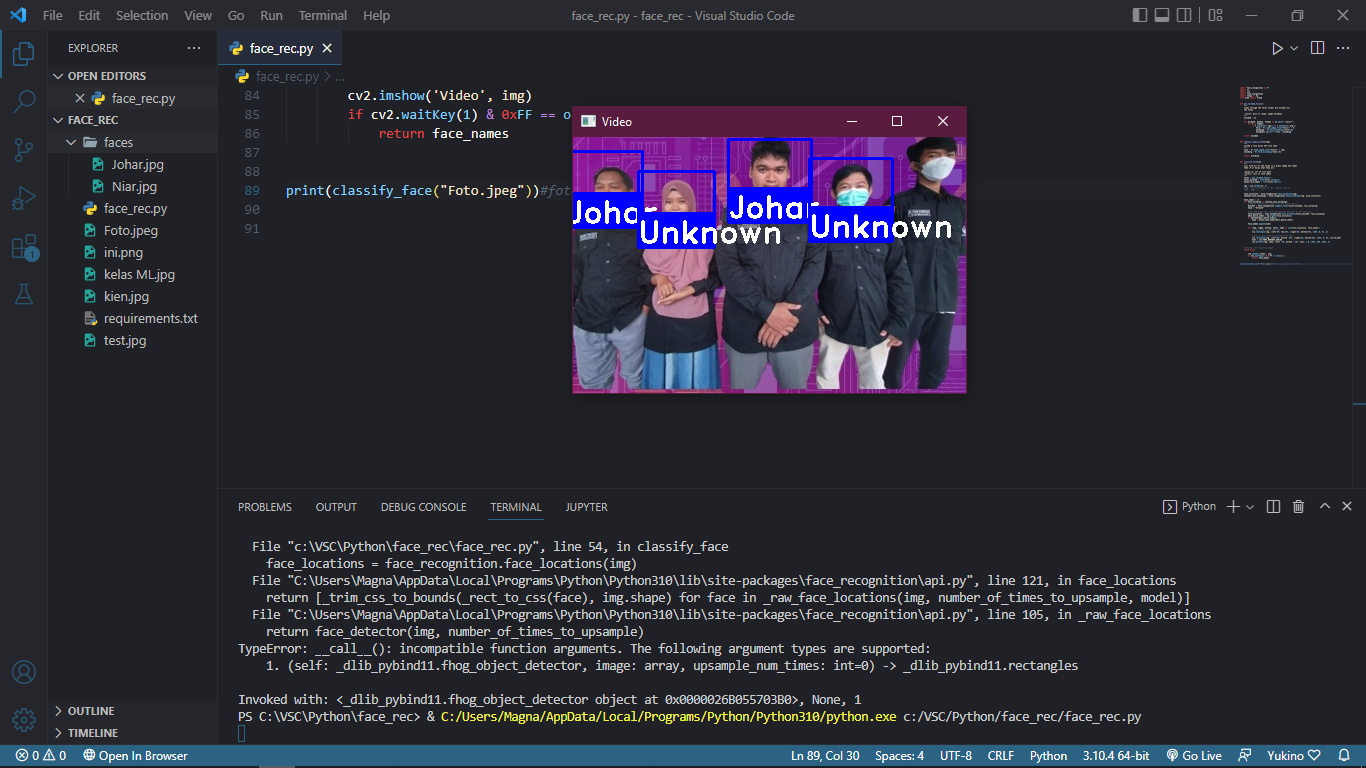 File Edit Selection View Go Run Terminal Help
face_rec.py - face_rec - Visual Studio Code
EXPLORER
OPEN EDITORS
face_rec.py
FACE_REC
faces
Johar.jpg
Niar.jpg
face_rec.py
Foto.jpeg
ini.png
kelas ML.jpg
kien.jpg
requirements.txt
test.jpg
OUTLINE
TIMELINE
1
face_rec.py
face_rec.py > ...
84 cv2.imshow('Video', img)
85 if cv2.waitKey(1) & 0xFF == o
86 return face_names
87
88
89 print(classify_face("Foto.jpeg"))#fot
90
91
Video
Johar
Unknown
Johar
Unknown
PROBLEMS OUTPUT DEBUG CONSOLE TERMINAL JUPYTER
Python
File "c:\VSC\Python\face_rec\face_rec.py", line 54, in classify_face
face_locations = face_recognition.face_locations(img)
File "C:\Users\Magna\AppData\Local\Programs\Python\Python310\lib\site-packages\face_recognition\api.py", line 121, in face_locations
return [_trim_css_to_bounds(_rect_to_css(face), img.shape) for face in _raw_face_locations(img, number_of_times_to_upsample, model)]
File "C:\Users\Magna\AppData\Local\Programs\Python\Python310\lib\site-packages\face_recognition\api.py", line 105, in _raw_face_locations
return face_detector(img, number_of_times_to_upsample)
TypeError: __call__(): incompatible function arguments. The following argument types are supported:
1. (self: _dlib_pybind11.fhog_object_detector, image: array, upsample_num_times: int=0) -> _dlib_pybind11.rectangles
Invoked with: <_dlib_pybind11.fhog_object_detector object at 0x0000026B055703B0>, None, 1
PS C:\VSC\Python\face_rec> & C:/Users/Magna/AppData/Local/Programs/Python/Python310/python.exe c:/VSC/Python/face_rec/face_rec.py
0 0 Open In Browser
Ln 89, Col 30 Spaces: 4 UTF-8 CRLF Python 3.10.4 64-bit Go Live Yukino